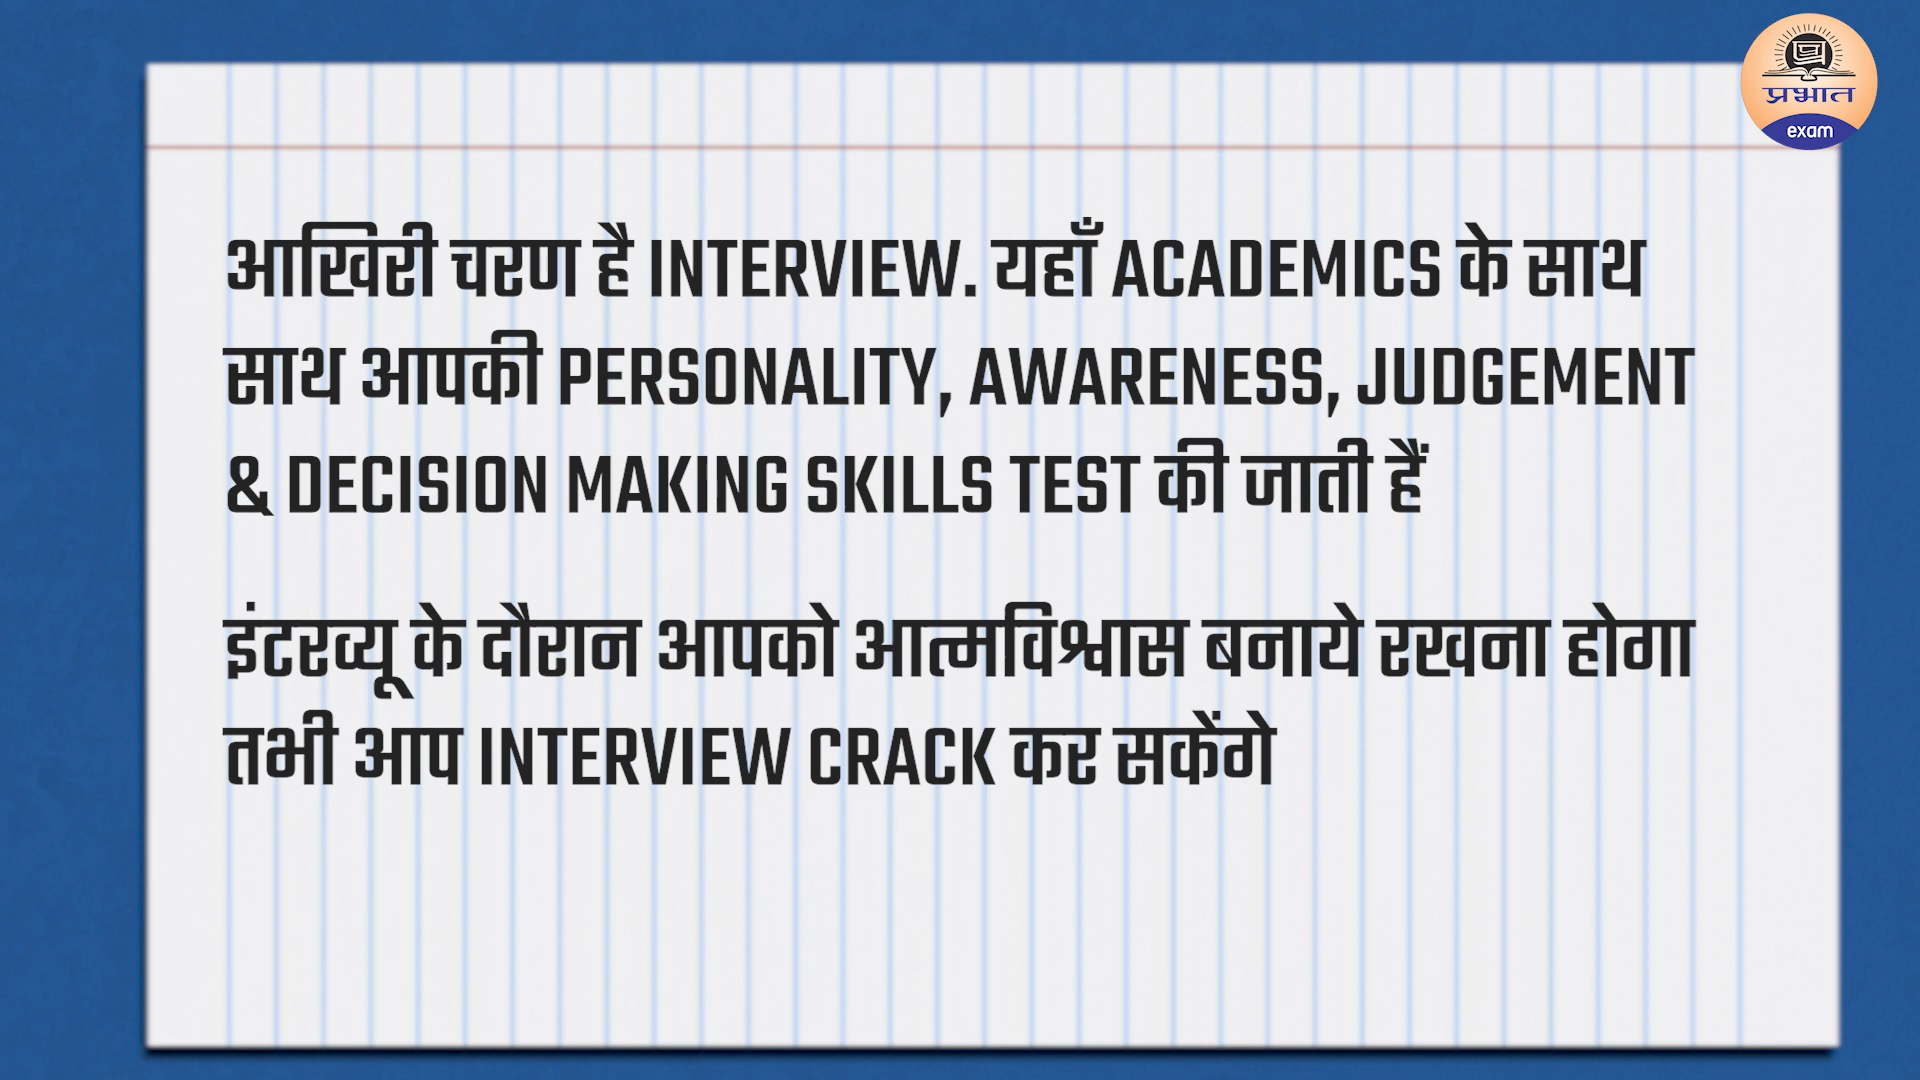 प्रभात
exam
आखिरी चरण है INTERVIEW. यहाँ ACADEMICS के साथ
साथ आपकी PERSONALITY, AWARENESS, JUDGEMENT
& DECISION MAKING SKILLS TEST की जाती हैं
इंटरव्यू के दौरान आपको आत्मविश्वास बनाये रखना होगा
तभी आप INTERVIEW CRACK कर सकेंगे